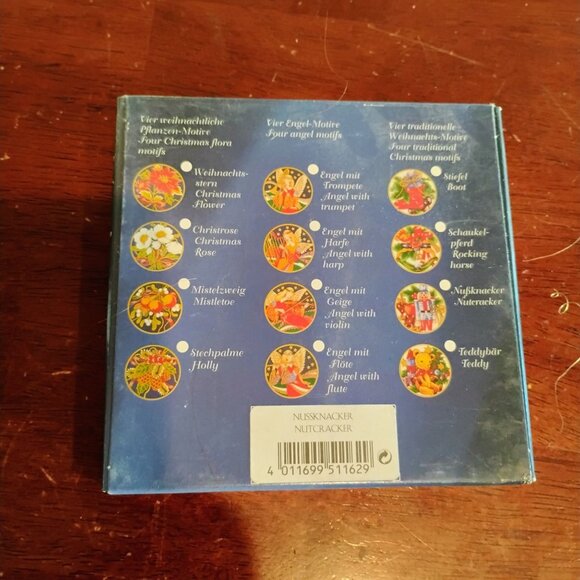 Vier weihnachtliche
Pflanzen-Motive
Four Christmas flora
motifs
Weihnachts-
stern
Christmas
Flower
Christrose
Christmas
Rose
Mistelzweig
Mistletoe
Stechpalme
Holly
Vier Engel-Motive
Four angel motifs
Engel mit
Trompete
Angel with
trumpet
Engel mit
Harfe
Angel with
harp
Engel mit
Geige
Angel with
violin
Engel mit
Flöte
Angel with
flute
Vier traditionelle
Weihnachts-Motive
Four traditional
Christmas motifs
Stiefel
Boot
Schaukel-
pferd
Rocking
horse
Nußknacker
Nutcracker
Teddybär
Teddy
NUSSKNACKER
NUTCRACKER
4 011699 511629